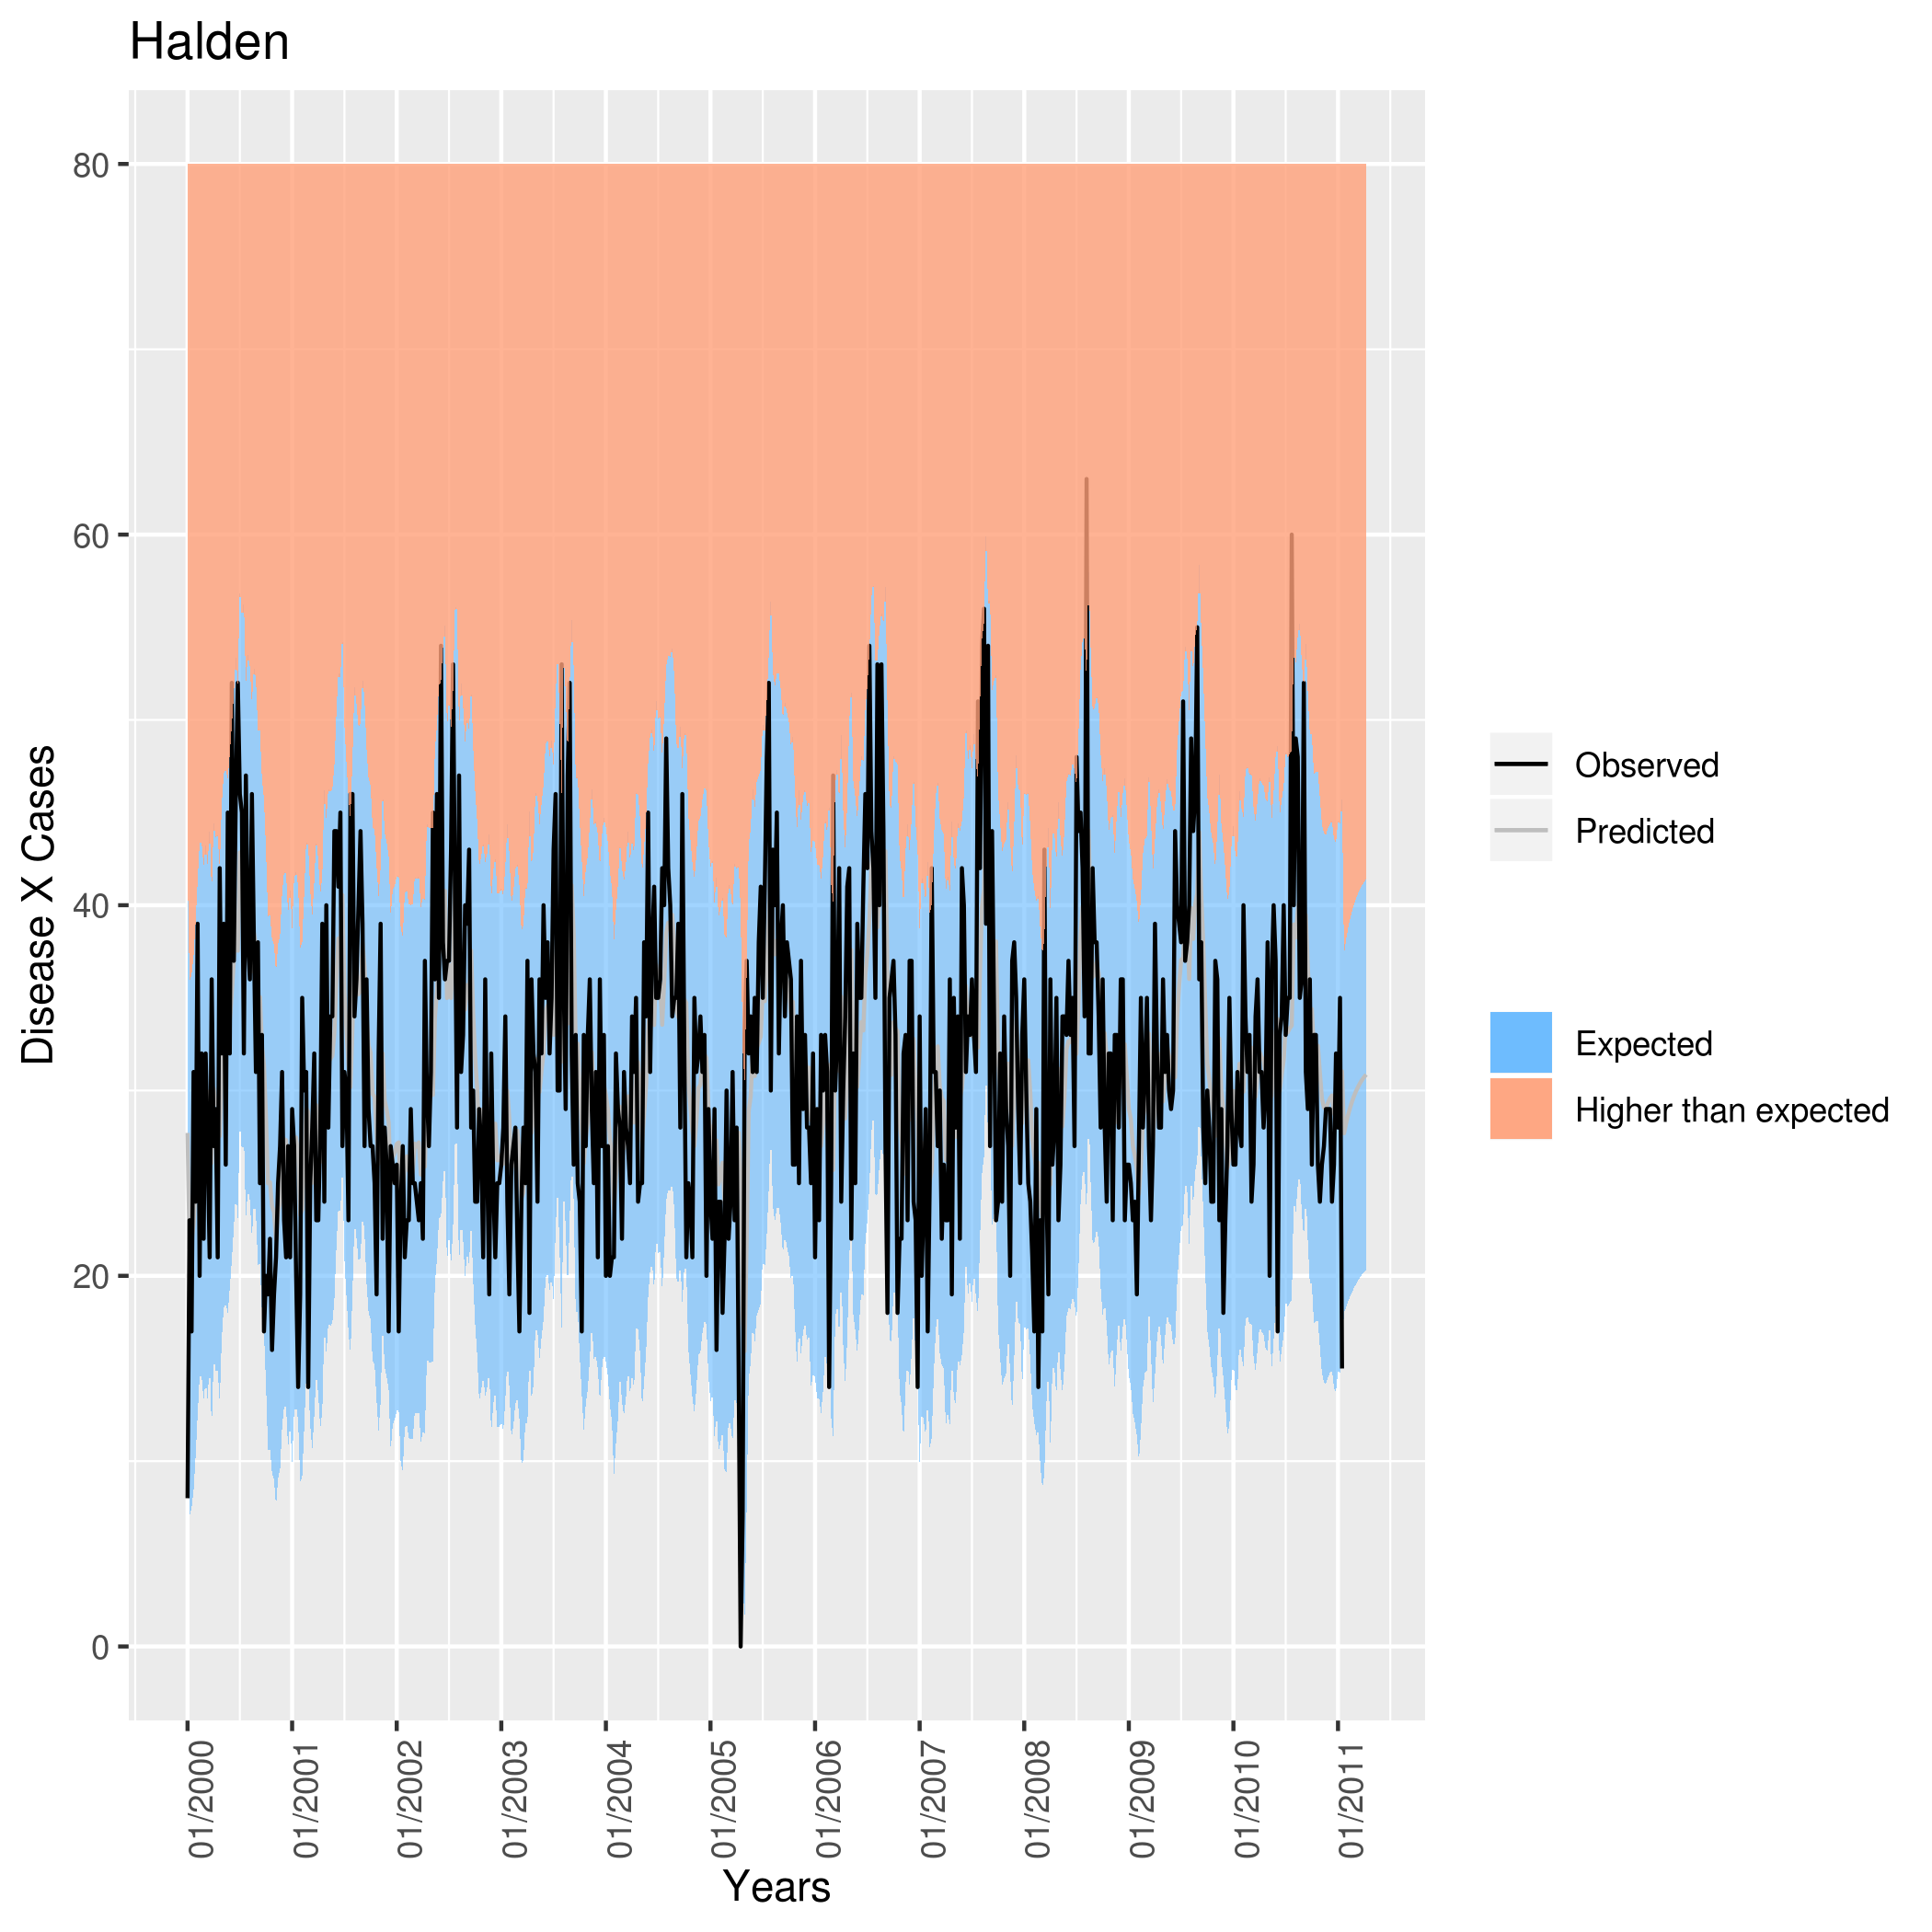 Halden
80
60
40
20
0
Disease X Cases
01/2000
01/2001
01/2002
01/2003
01/2004
01/2005
01/2006
01/2007
01/2008
01/2009
01/2010
01/2011
Years
Observed
Predicted
Expected
Higher than expected